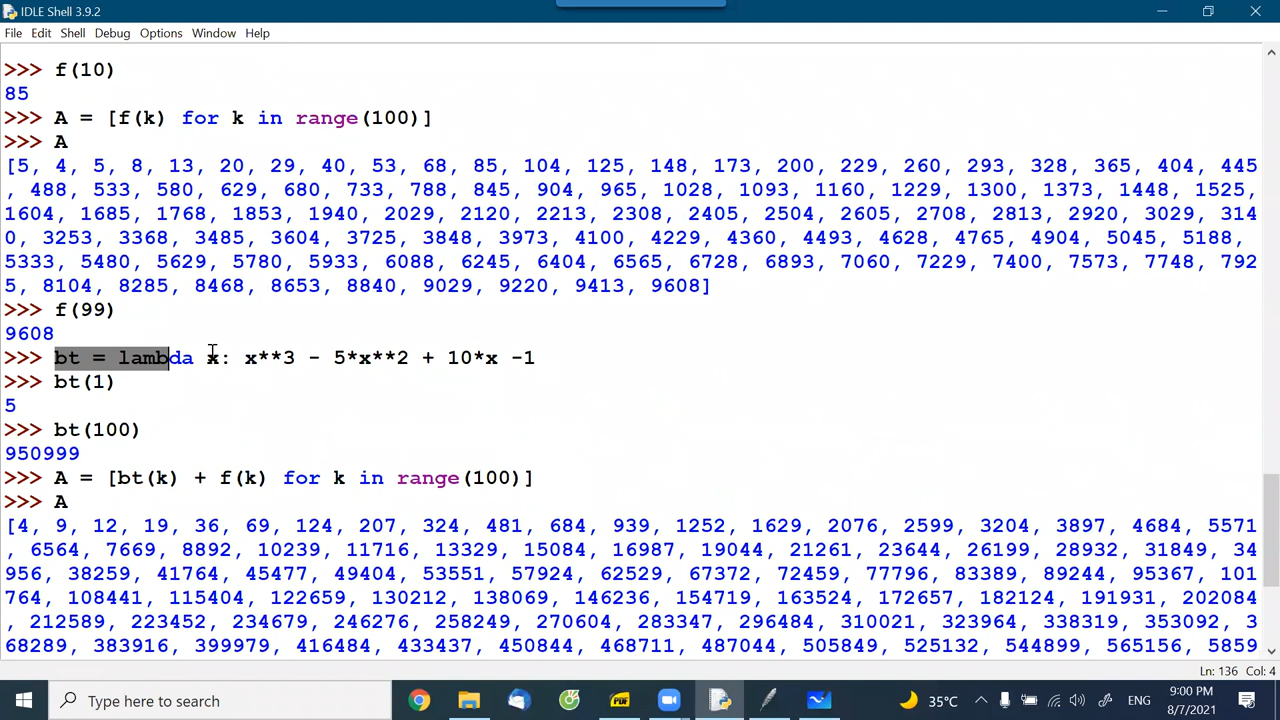 IDLE Shell 3.9.2
File Edit Shell Debug Options Window Help
>>> f(10)
85
>>> A = [f(k) for k in range(100)]
>>> A
[5, 4, 5, 8, 13, 20, 29, 40, 53, 68, 85, 104, 125, 148, 173, 200, 229, 260, 293, 328, 365, 404, 445
, 488, 533, 580, 629, 680, 733, 788, 845, 904, 965, 1028, 1093, 1160, 1229, 1300, 1373, 1448, 1525,
1604, 1685, 1768, 1853, 1940, 2029, 2120, 2213, 2308, 2405, 2504, 2605, 2708, 2813, 2920, 3029, 314
0, 3253, 3368, 3485, 3604, 3725, 3848, 3973, 4100, 4229, 4360, 4493, 4628, 4765, 4904, 5045, 5188,
5333, 5480, 5629, 5780, 5933, 6088, 6245, 6404, 6565, 6728, 6893, 7060, 7229, 7400, 7573, 7748, 792
5, 8104, 8285, 8468, 8653, 8840, 9029, 9220, 9413, 9608]
>>> f(99)
9608
>>> bt = lambda x: x**3 - 5*x**2 + 10*x -1
>>> bt(1)
5
>>> bt(100)
950999
>>> A = [bt(k) + f(k) for k in range(100)]
>>> A
[4, 9, 12, 19, 36, 69, 124, 207, 324, 481, 684, 939, 1252, 1629, 2076, 2599, 3204, 3897, 4684, 5571
, 6564, 7669, 8892, 10239, 11716, 13329, 15084, 16987, 19044, 21261, 23644, 26199, 28932, 31849, 34
956, 38259, 41764, 45477, 49404, 53551, 57924, 62529, 67372, 72459, 77796, 83389, 89244, 95367, 101
764, 108441, 115404, 122659, 130212, 138069, 146236, 154719, 163524, 172657, 182124, 191931, 202084
, 212589, 223452, 234679, 246276, 258249, 270604, 283347, 296484, 310021, 323964, 338319, 353092, 3
68289, 383916, 399979, 416484, 433437, 450844, 468711, 487044, 505849, 525132, 544899, 565156, 5859
Ln: 136 Col: 4
Type here to search
PDF
35°C
ENG
9:00 PM
8/7/2021